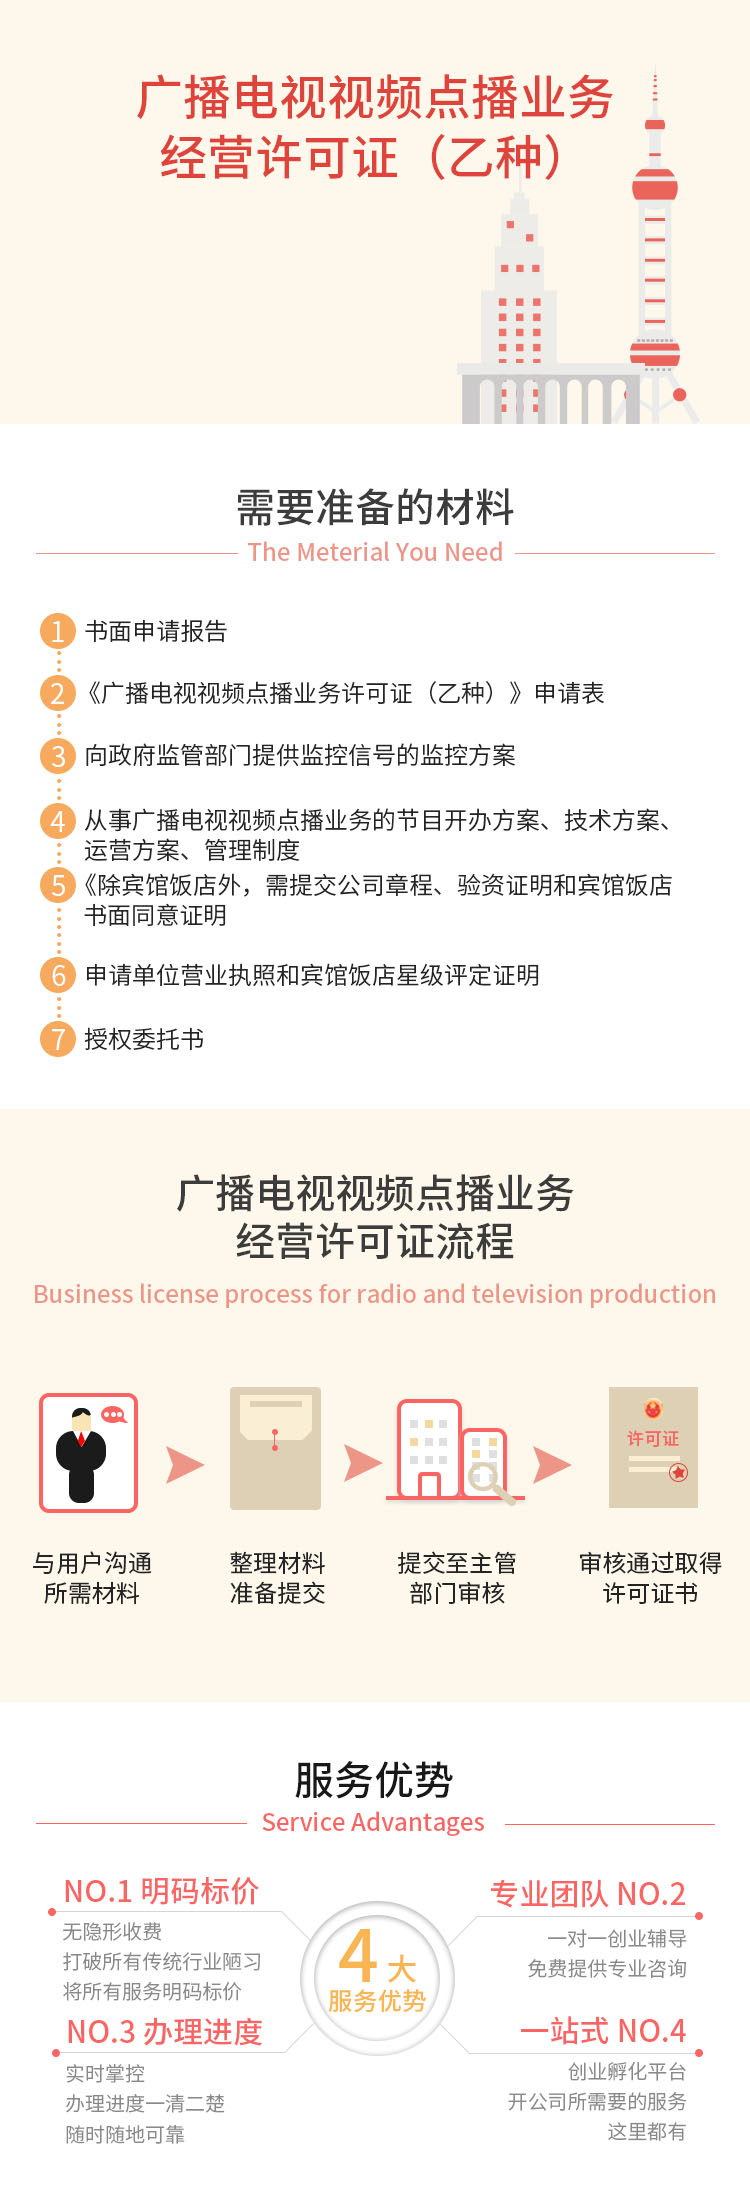 广播电视视频点播业务
经营许可证（乙种）
需要准备的材料
The Meterial You Need
1 书面申请报告
2 《广播电视视频点播业务许可证（乙种）》申请表
3 向政府监管部门提供监控信号的监控方案
4 从事广播电视视频点播业务的节目开办方案、技术方案、
运营方案、管理制度
5 《除宾馆饭店外，需提交公司章程、验资证明和宾馆饭店
书面同意证明
6 申请单位营业执照和宾馆饭店星级评定证明
7 授权委托书
广播电视视频点播业务
经营许可证流程
Business license process for radio and television production
许可证
与用户沟通
所需材料
整理材料
准备提交
提交至主管
部门审核
审核通过取得
许可证书
服务优势
Service Advantages
NO.1 明码标价
无隐形收费
打破所有传统行业陋习
将所有服务明码标价
专业团队 NO.2
一对一创业辅导
免费提供专业咨询
4 大
服务优势
NO.3 办理进度
实时掌控
办理进度一清二楚
随时随地可靠
一站式 NO.4
创业孵化平台
开公司所需要的服务
这里都有